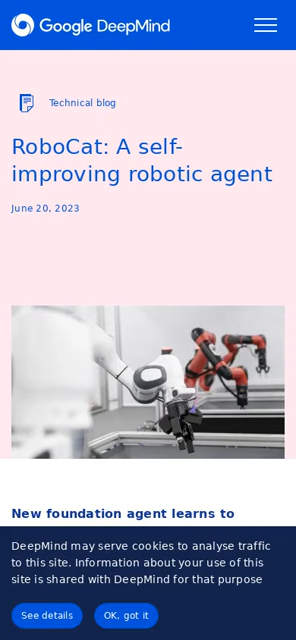 Google DeepMind
Technical blog
RoboCat: A self-
improving robotic agent
June 20, 2023
New foundation agent learns to
DeepMind may serve cookies to analyse traffic
to this site. Information about your use of this
site is shared with DeepMind for that purpose
See details
OK, got it